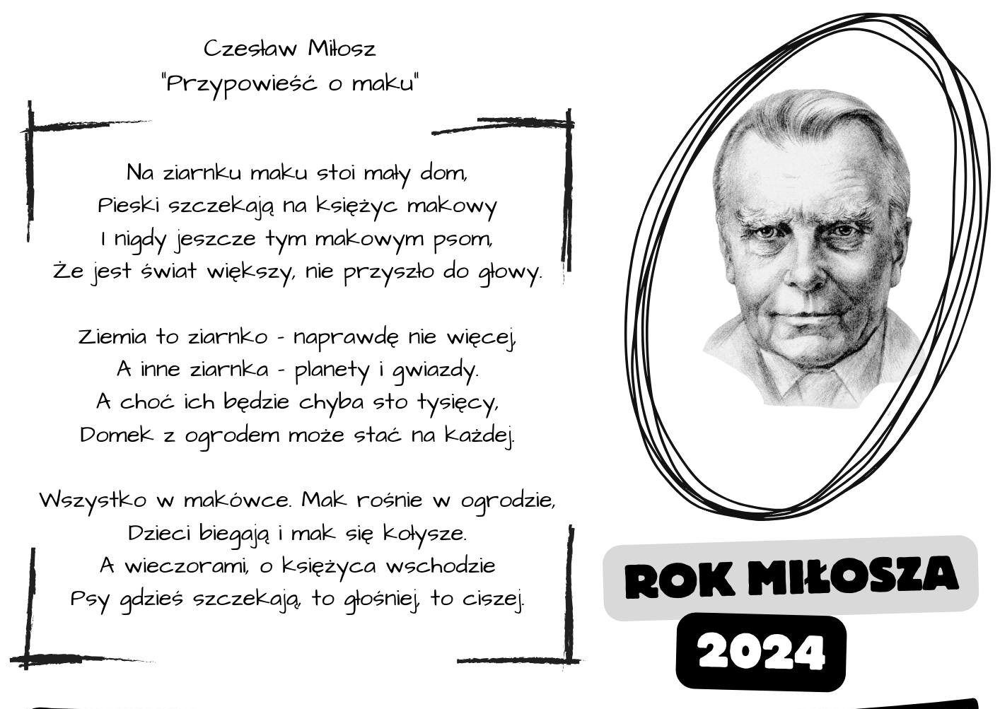 Czesław Miłosz
"Przypowieść o maku"
Na ziarnku maku stoi mały dom,
Pieski szczekają na księżyc makowy
I nigdy jeszcze tym makowym psom,
Że jest świat większy, nie przyszło do głowy.
Ziemia to ziarnko - naprawdę nie więcej,
A inne ziarnka - planety i gwiazdy.
A choć ich będzie chyba sto tysięcy,
Domek z ogrodem może stać na każdej.
Wszystko w makówce. Mak rośnie w ogrodzie,
Dzieci biegają i mak się kołysze.
A wieczorami, o księżyca wschodzie
Psy gdzieś szczekają, to głośniej, to ciszej.
ROK MIŁOSZA
2024